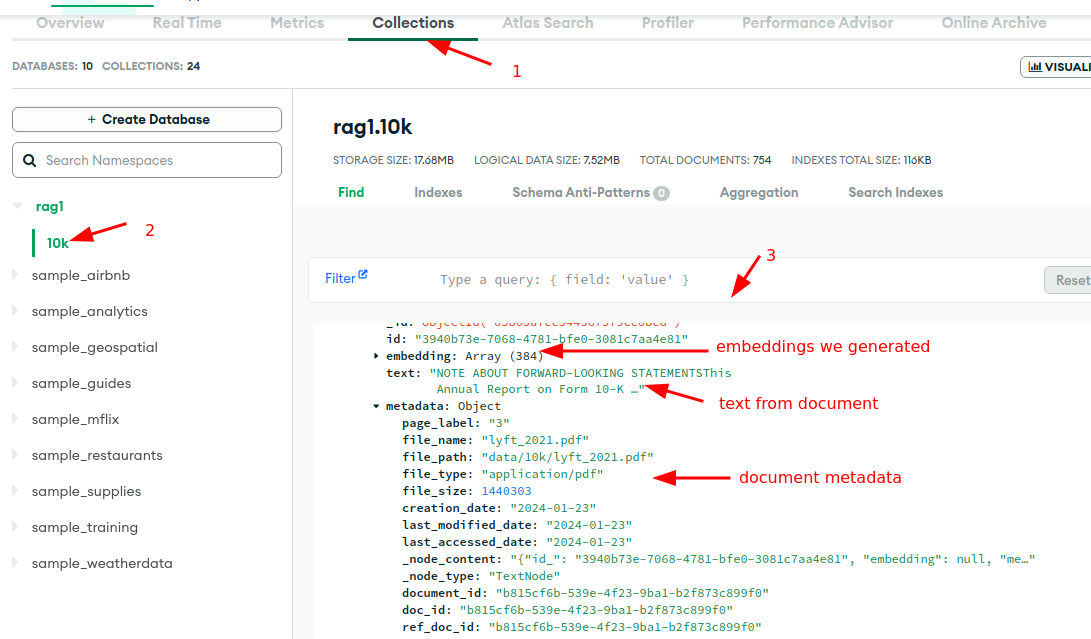 Overview Real Time Metrics Collections Atlas Search Profiler Performance Advisor Online Archive
1
DATABASES: 10 COLLECTIONS: 24
VISUALI
+ Create Database
Search Namespaces
rag1
10k
2
sample_airbnb
sample_analytics
sample_geospatial
sample_guides
sample_mflix
sample_restaurants
sample_supplies
sample_training
sample_weatherdata
rag1.10k
STORAGE SIZE: 17.68MB LOGICAL DATA SIZE: 7.52MB TOTAL DOCUMENTS: 754 INDEXES TOTAL SIZE: 116KB
Find Indexes Schema Anti-Patterns 0 Aggregation Search Indexes
3
Filter Type a query: { field: 'value' } Reset
id: "3940b73e-7068-4781-bfe0-3081c7aa4e81"
embedding: Array (384) embeddings we generated
text: "NOTE ABOUT FORWARD-LOOKING STATEMENTSThis
Annual Report on Form 10-K …" text from document
metadata: Object
page_label: "3"
file_name: "lyft_2021.pdf"
file_path: "data/10k/lyft_2021.pdf"
file_type: "application/pdf" document metadata
file_size: 1440303
creation_date: "2024-01-23"
last_modified_date: "2024-01-23"
last_accessed_date: "2024-01-23"
_node_content: "{"id_": "3940b73e-7068-4781-bfe0-3081c7aa4e81", "embedding": null, "me…"
_node_type: "TextNode"
document_id: "b815cf6b-539e-4f23-9ba1-b2f873c899f0"
doc_id: "b815cf6b-539e-4f23-9ba1-b2f873c899f0"
ref_doc_id: "b815cf6b-539e-4f23-9ba1-b2f873c899f0"